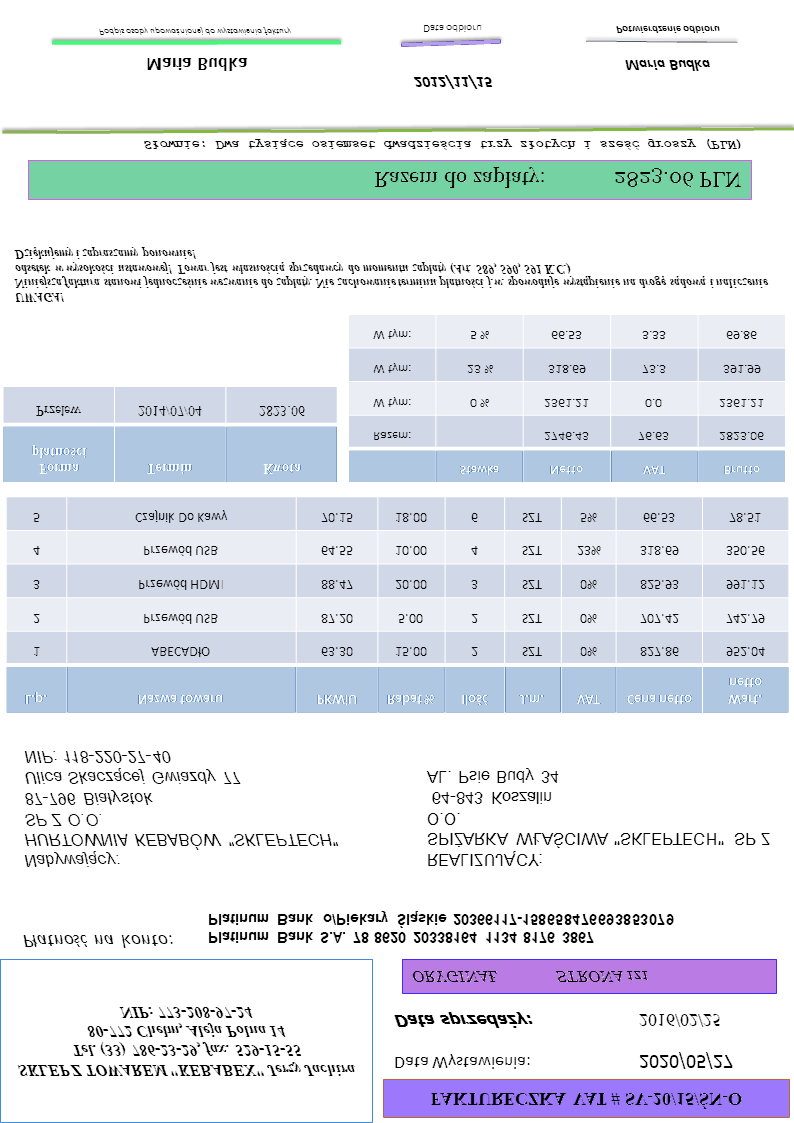 FAKTURECZKA VAT # SV-20/15/ŚN-O
SKLEP Z TOWAREM "KEBABEX" Jerzy Jachira
Tel. (33) 786-23-29, fax. 529-15-55
80-772 Chełm, Aleja Polna 14
NIP: 773-208-97-24
Data Wystawienia: 2020/05/27
Data sprzedaży: 2016/02/25
ORYGINAŁ STRONA 1z1
Płatność na konto:
Platinum Bank S.A. 78 8620 20338164 1134 8176 3867
Platinum Bank o/Piekary Śląskie 20366117-158658476693853079
Nabywający:
HURTOWNIA KEBABÓW "SKLEPTECH"
SP Z O.O.
87-796 Białystok
Ulica Skaczącej Gwiazdy 77
NIP: 118-220-27-40
REALIZUJĄCY:
SPIŻARKA WŁAŚCIWA "SKLEPTECH" SP Z
O.O.
64-843 Koszalin
AL. Psie Budy 34
L.p. Nazwa towaru PKWiU Rabat% Ilość J.m. VAT Cena netto Wart. netto
1 ABECADŁO 63.30 15.00 2 SZT 0% 827.86 952.04
2 Przewód USB 87.20 5.00 2 SZT 0% 707.42 742.79
3 Przewód HDMI 88.47 20.00 3 SZT 0% 825.93 991.12
4 Przewód USB 64.55 10.00 4 SZT 23% 318.69 350.56
5 Czajnik Do Kawy 70.15 18.00 6 SZT 5% 66.53 78.51
Forma płatności Termin Kwota
Przelew 2014/07/04 2823.06
Stawka Netto VAT Brutto
Razem: 2746.43 76.63 2823.06
W tym: 0 % 2361.21 0.0 2361.21
W tym: 23 % 318.69 73.3 391.99
W tym: 5 % 66.53 3.33 69.86
UWAGA!
Niniejsza faktura stanowi jednocześnie wezwanie do zapłaty. Nie zachowanie terminu płatności j.w. spowoduje wystąpienie na drogę sądową i naliczenie
odsetek w wysokości ustawowej! Towar jest własnością sprzedawcy do momentu zapłaty (Art. 589, 590, 591 K.C.)
Dziękujemy i zapraszamy ponownie!
Razem do zapłaty: 2823.06 PLN
Słownie: Dwa tysiące osiemset dwadzieścia trzy złotych i sześć groszy (PLN)
Maria Budka
Podpis osoby upoważnionej do wystawienia faktury
2012/11/15
Data odbioru
Maria Budka
Potwierdzenie odbioru